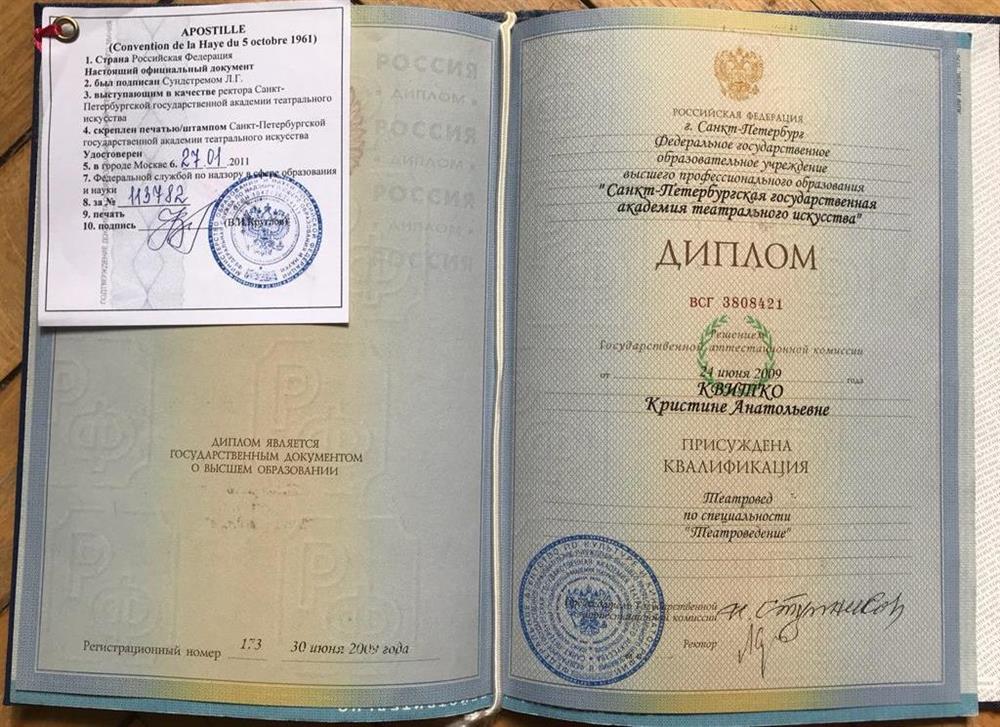 APOSTILLE
(Convention de la Haye du 5 octobre 1961)
1. Страна Российская Федерация
Настоящий официальный документ
2. был подписан Сундстремом Л.Г.
3. выступающим в качестве ректора Санкт-
Петербургской государственной академии театрального
искусства
4. скреплен печатью/штампом Санкт-Петербургской
государственной академии театрального искусства
Удостоверен
5. в городе Москве 6. 27.01.2011
7. Федеральной службой по надзору в сфере образования
и науки
8. за № 113782
9. печать
10. подпись (В.И.Круглов)
РОССИЯ
ДИПЛОМ
РОССИЯ
ДИПЛОМ
РОССИЯ
ДИПЛОМ
РОССИЯ
ДИПЛОМ ЯВЛЯЕТСЯ
ГОСУДАРСТВЕННЫМ ДОКУМЕНТОМ
О ВЫСШЕМ ОБРАЗОВАНИИ
Регистрационный номер 173 30 июня 2009 года
РОССИЙСКАЯ ФЕДЕРАЦИЯ
г. Санкт-Петербург
Федеральное государственное
образовательное учреждение
высшего профессионального образования
"Санкт-Петербургская государственная
академия театрального искусства"
ДИПЛОМ
ВСГ 3808421
Решением
Государственной аттестационной комиссии
от 24 июня 2009 года
КВИТКО
Кристине Анатольевне
ПРИСУЖДЕНА
КВАЛИФИКАЦИЯ
Театровед
по специальности
"Театроведение"
Председатель Государственной
аттестационной комиссии
Ректор